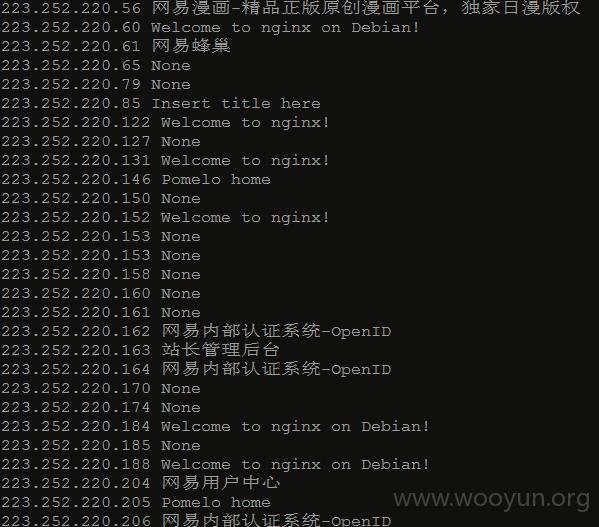 223.252.220.56 网易漫画-精品正版原创漫画平台，独家日漫版权
223.252.220.60 Welcome to nginx on Debian!
223.252.220.61 网易蜂巢
223.252.220.65 None
223.252.220.79 None
223.252.220.85 Insert title here
223.252.220.122 Welcome to nginx!
223.252.220.127 None
223.252.220.131 Welcome to nginx!
223.252.220.146 Pomelo home
223.252.220.150 None
223.252.220.152 Welcome to nginx!
223.252.220.153 None
223.252.220.153 None
223.252.220.158 None
223.252.220.160 None
223.252.220.161 None
223.252.220.162 网易内部认证系统-OpenID
223.252.220.163 站长管理后台
223.252.220.164 网易内部认证系统-OpenID
223.252.220.170 None
223.252.220.174 None
223.252.220.184 Welcome to nginx on Debian!
223.252.220.185 None
223.252.220.188 Welcome to nginx on Debian!
223.252.220.204 网易用户中心
223.252.220.205 Pomelo home
223.252.220.206 网易内部认证系统-OpenID
www.wooyun.org